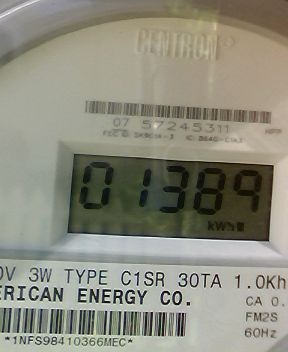 CENTRON®
07 57245311
01389
kWh
0V 3W TYPE C1SR 30TA 1.0Kh
ERICAN ENERGY CO.
CA 0.
FM2S
60Hz
*1NFS98410366MEC*